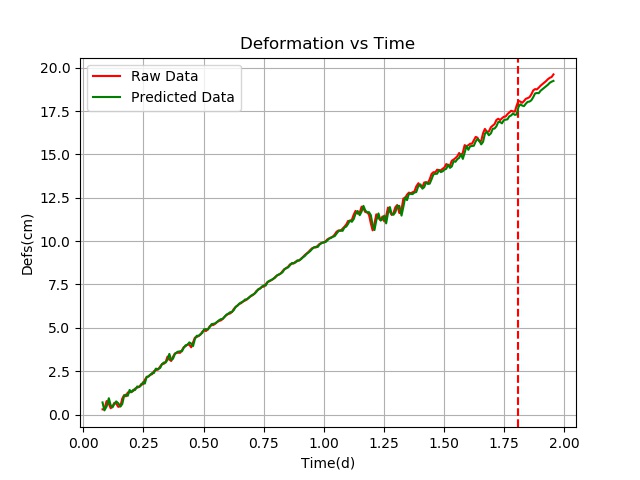 Deformation vs Time
Raw Data
Predicted Data
20.0
17.5
15.0
12.5
10.0
7.5
5.0
2.5
0.0
Defs(cm)
0.00 0.25 0.50 0.75 1.00 1.25 1.50 1.75 2.00
Time(d)